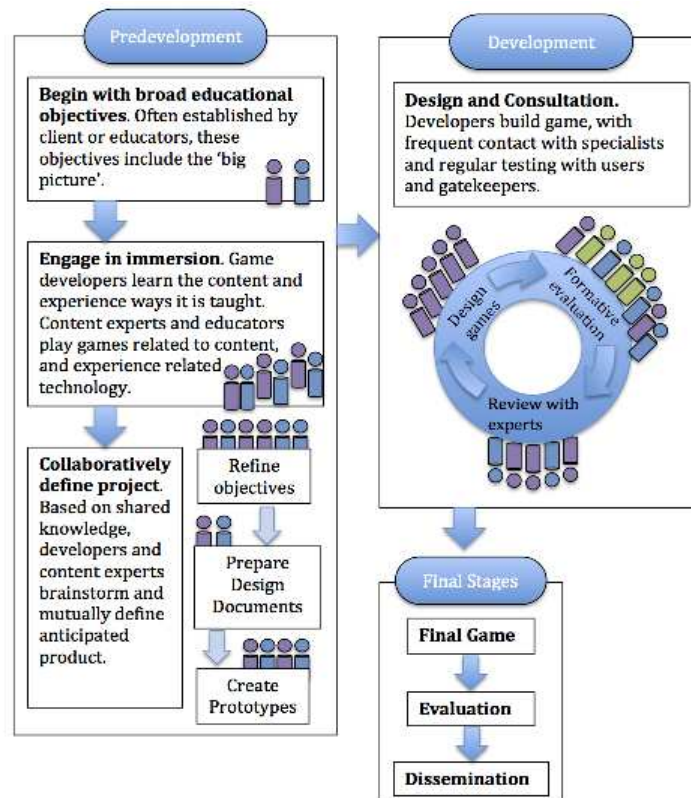 Predevelopment
Begin with broad educational
objectives. Often established by
client or educators, these
objectives include the ‘big
picture’.
Engage in immersion. Game
developers learn the content and
experience ways it is taught.
Content experts and educators
play games related to content,
and experience related
technology.
Collaboratively
define project.
Based on shared
knowledge,
developers and
content experts
brainstorm and
mutually define
anticipated
product.
Refine
objectives
Prepare
Design
Documents
Create
Prototypes
Development
Design and Consultation.
Developers build game, with
frequent contact with specialists
and regular testing with users
and gatekeepers.
Design
games
Formative
evaluation
Review with
experts
Final Stages
Final Game
Evaluation
Dissemination